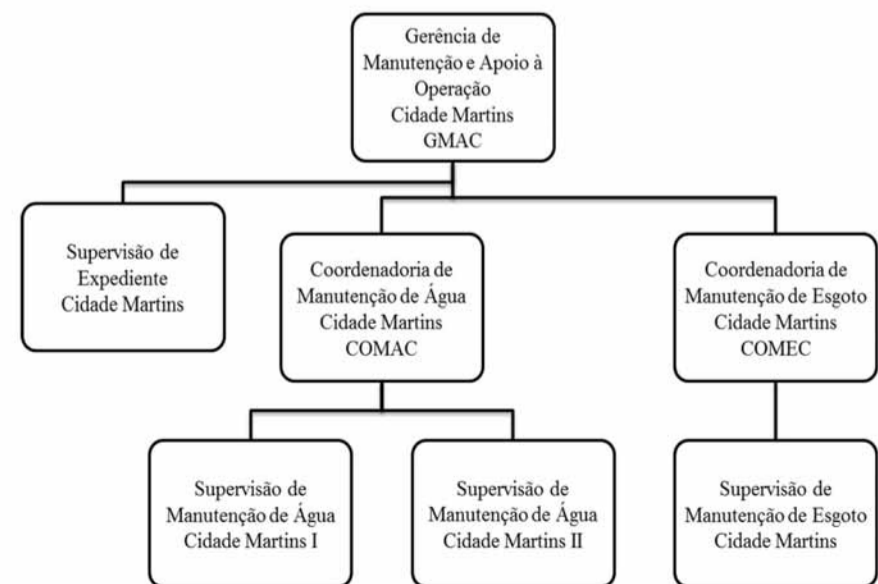 Gerência de
Manutenção e Apoio à
Operação
Cidade Martins
GMAC
Supervisão de
Expediente
Cidade Martins
Coordenadoria de
Manutenção de Água
Cidade Martins
COMAC
Coordenadoria de
Manutenção de Esgoto
Cidade Martins
COMEC
Supervisão de
Manutenção de Água
Cidade Martins I
Supervisão de
Manutenção de Água
Cidade Martins II
Supervisão de
Manutenção de Esgoto
Cidade Martins